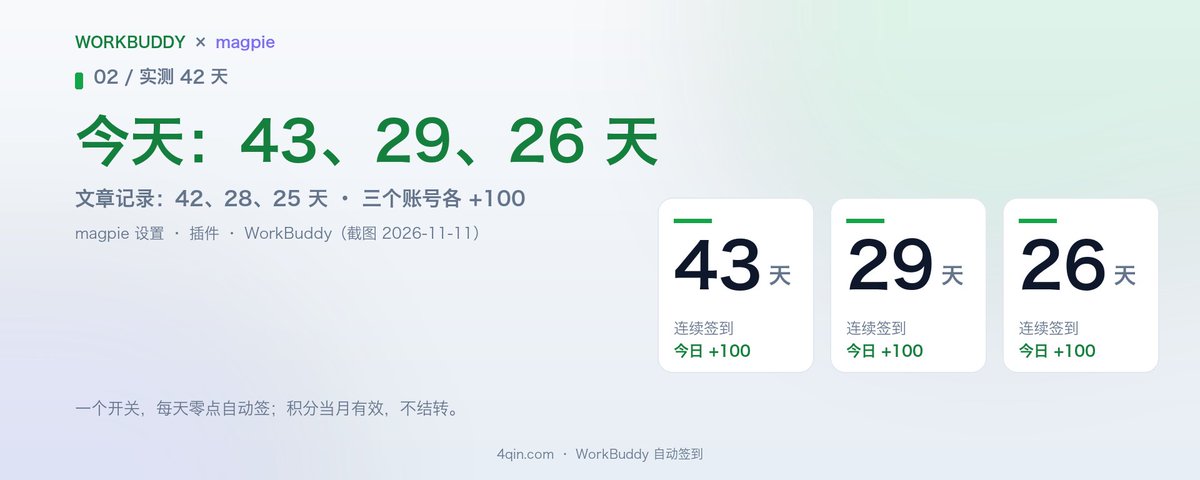 WORKBUDDY × magpie
02 / 实测 42 天
今天：43、29、26 天
文章记录：42、28、25 天 · 三个账号各 +100
magpie 设置 · 插件 · WorkBuddy（截图 2026-11-11）
43 天
连续签到
今日 +100
29 天
连续签到
今日 +100
26 天
连续签到
今日 +100
一个开关，每天零点自动签；积分当月有效，不结转。
4qin.com · WorkBuddy 自动签到